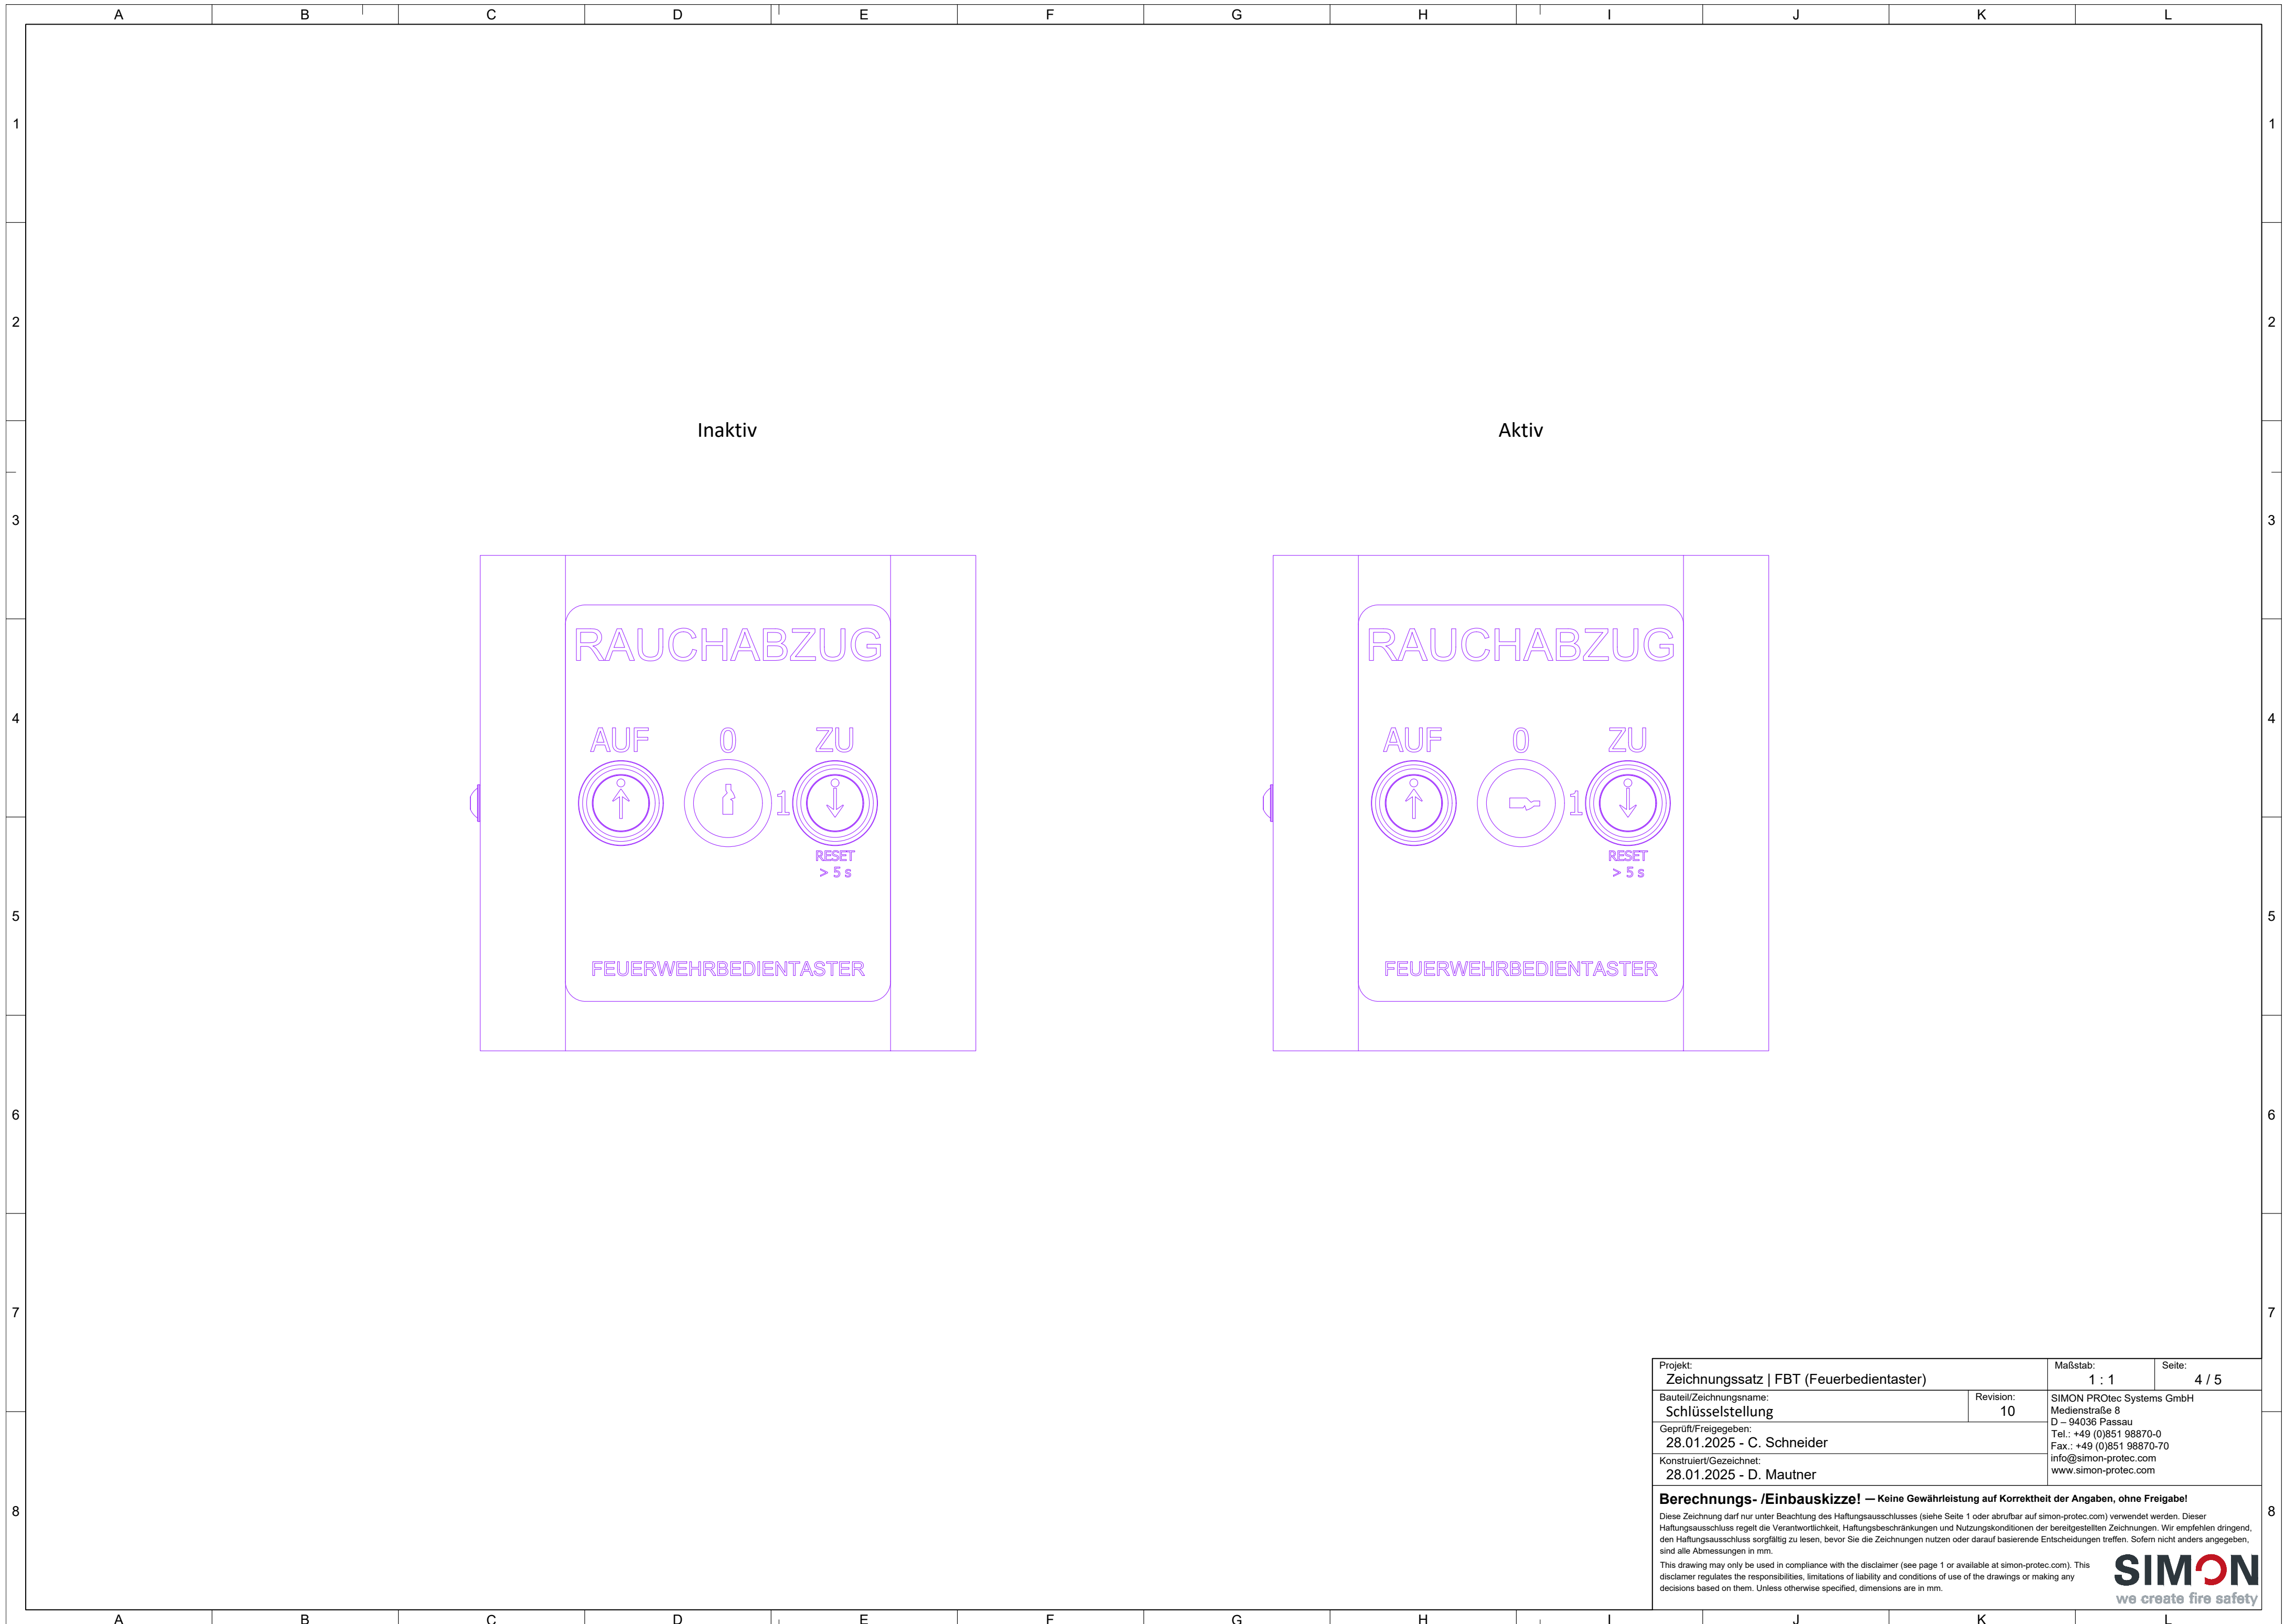 A B C D E F G H I J K L
1 1
2 2
Inaktiv Aktiv
3 3
RAUCHABZUG RAUCHABZUG
4 4
AUF 0 ZU AUF 0 ZU
1 1
RESET RESET
> 5 s > 5 s
5 5
FEUERWEHRBEDIENTASTER FEUERWEHRBEDIENTASTER
6 6
7 7
Projekt:
Zeichnungssatz | FBT (Feuerbedientaster)
Maßstab:
1 : 1
Seite:
4 / 5
Bauteil/Zeichnungsname:
Schlüsselstellung
Revision:
10
Geprüft/Freigegeben:
28.01.2025 - C. Schneider
Konstruiert/Gezeichnet:
28.01.2025 - D. Mautner
SIMON PROtec Systems GmbH
Medienstraße 8
D – 94036 Passau
Tel.: +49 (0)851 98870-0
Fax.: +49 (0)851 98870-70
info@simon-protec.com
www.simon-protec.com
8 8
Berechnungs- /Einbauskizze! — Keine Gewährleistung auf Korrektheit der Angaben, ohne Freigabe!
Diese Zeichnung darf nur unter Beachtung des Haftungsausschlusses (siehe Seite 1 oder abrufbar auf simon-protec.com) verwendet werden. Dieser
Haftungsausschluss regelt die Verantwortlichkeit, Haftungsbeschränkungen und Nutzungskonditionen der bereitgestellten Zeichnungen. Wir empfehlen dringend,
den Haftungsausschluss sorgfältig zu lesen, bevor Sie die Zeichnungen nutzen oder darauf basierende Entscheidungen treffen. Sofern nicht anders angegeben,
sind alle Abmessungen in mm.
This drawing may only be used in compliance with the disclaimer (see page 1 or available at simon-protec.com). This
disclamer regulates the responsibilities, limitations of liability and conditions of use of the drawings or making any
decisions based on them. Unless otherwise specified, dimensions are in mm.
SIMON
we create fire safety
A B C D E F G H I J K L